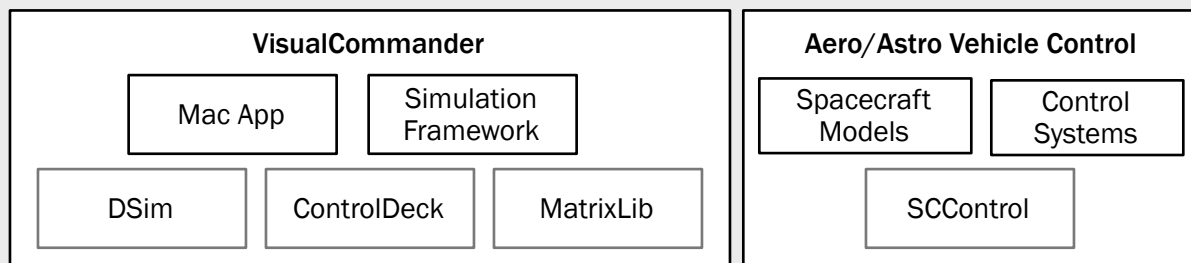 VisualCommander
Mac App
Simulation
Framework
DSim
ControlDeck
MatrixLib
Aero/Astro Vehicle Control
Spacecraft
Models
Control
Systems
SCControl